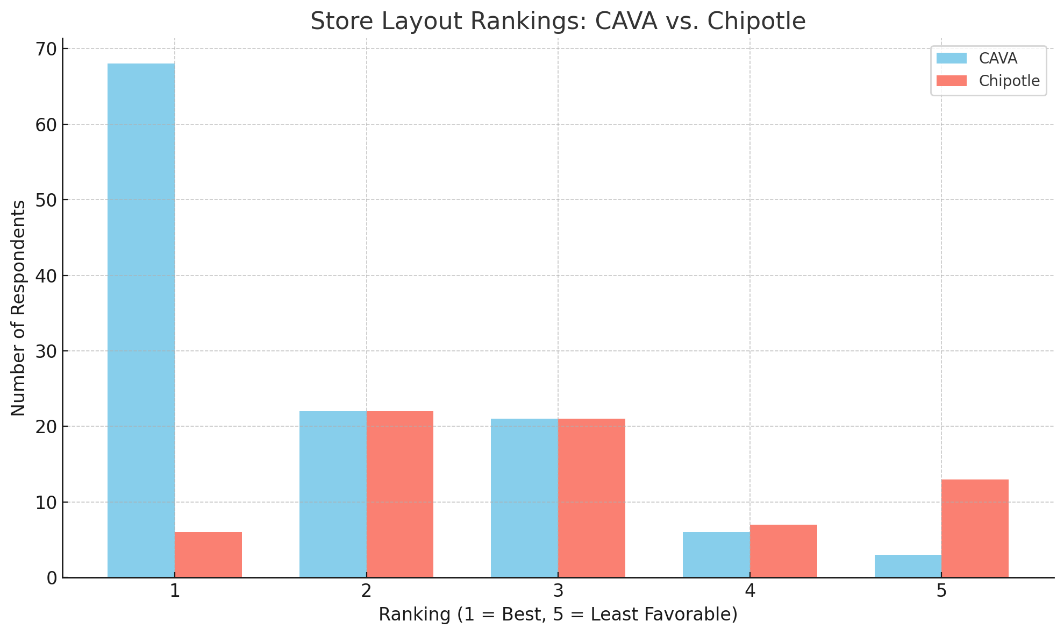 Store Layout Rankings: CAVA vs. Chipotle
CAVA
Chipotle
Number of Respondents
70
60
50
40
30
20
10
0
1 2 3 4 5
Ranking (1 = Best, 5 = Least Favorable)